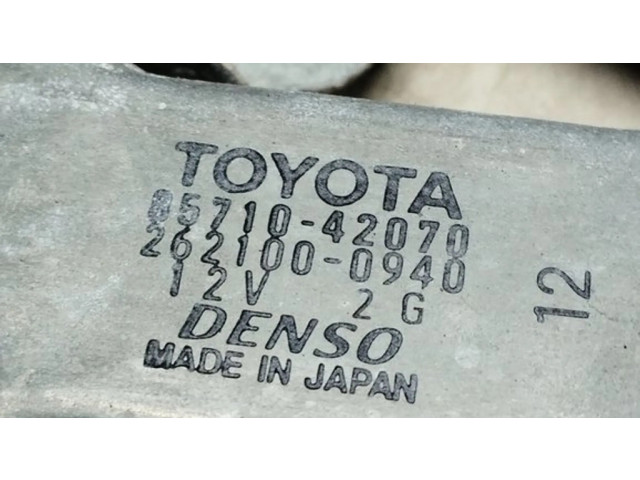 TOYOTA
85710-42070
262100-0940
12V 2G
DENSO
MADE IN JAPAN
12